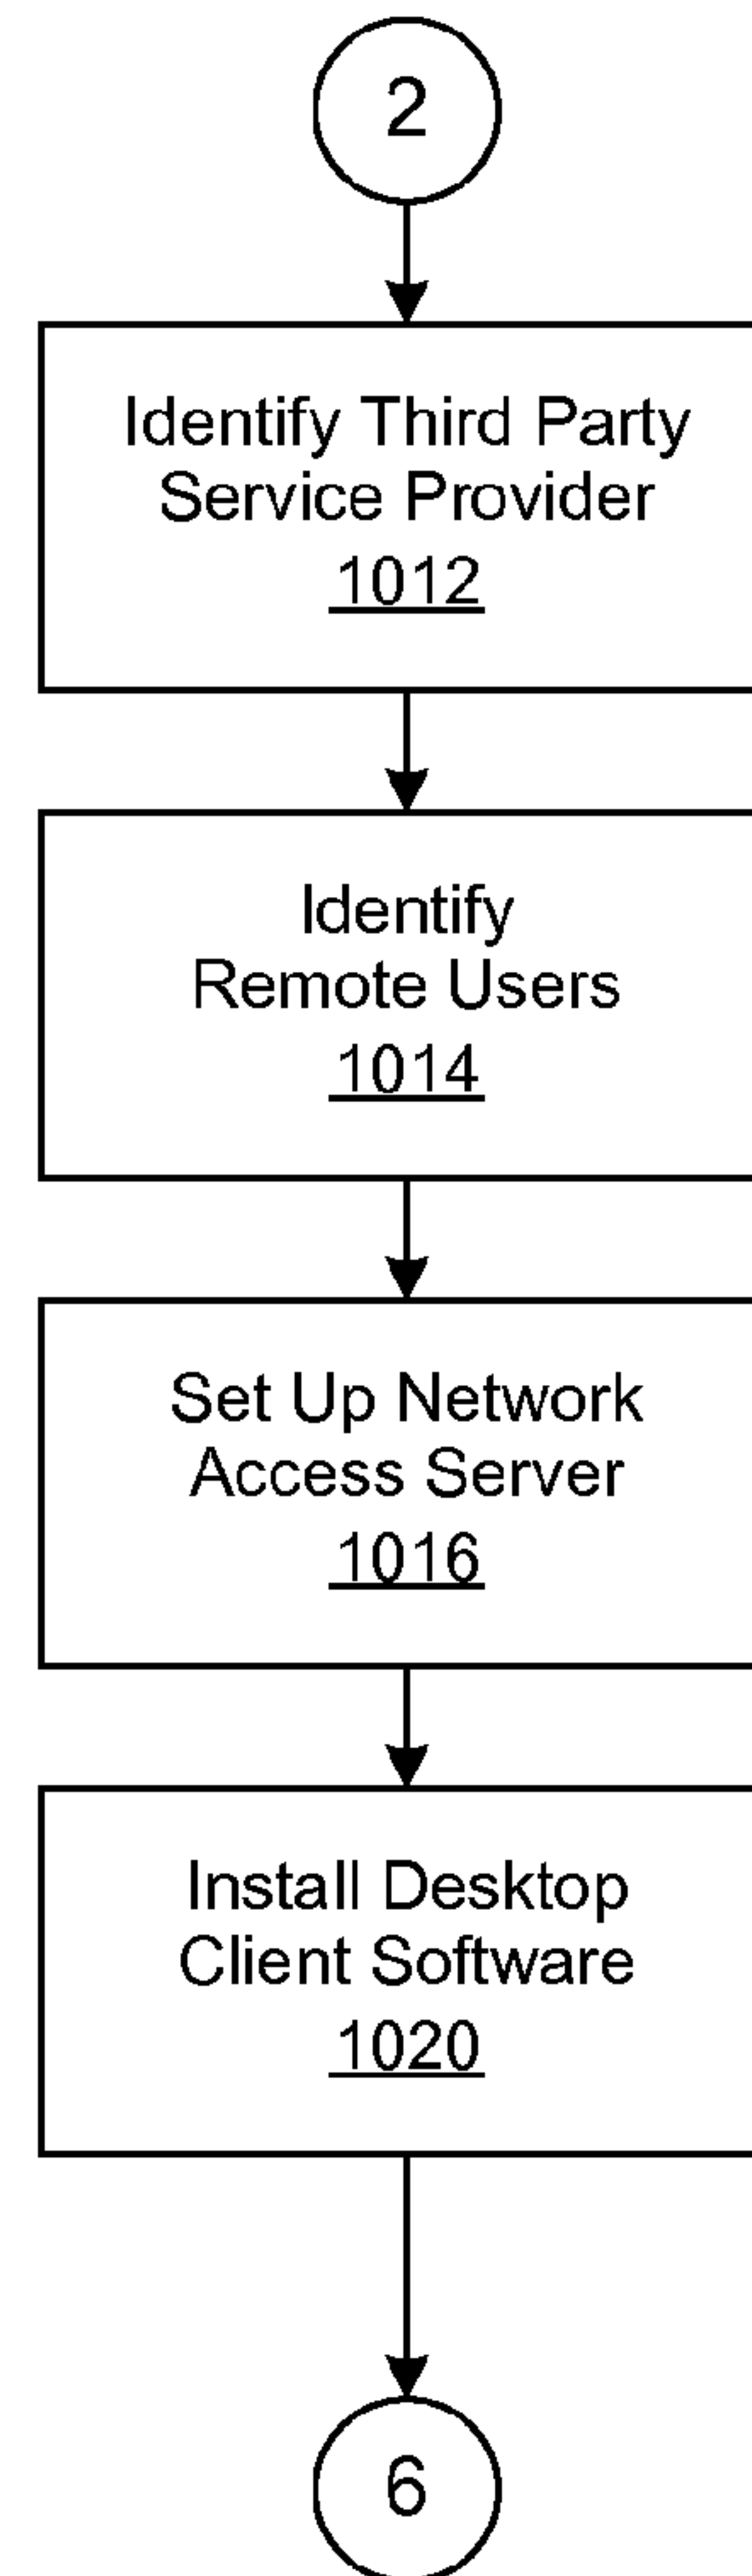 2
Identify Third Party
Service Provider
1012
Identify
Remote Users
1014
Set Up Network
Access Server
1016
Install Desktop
Client Software
1020
6